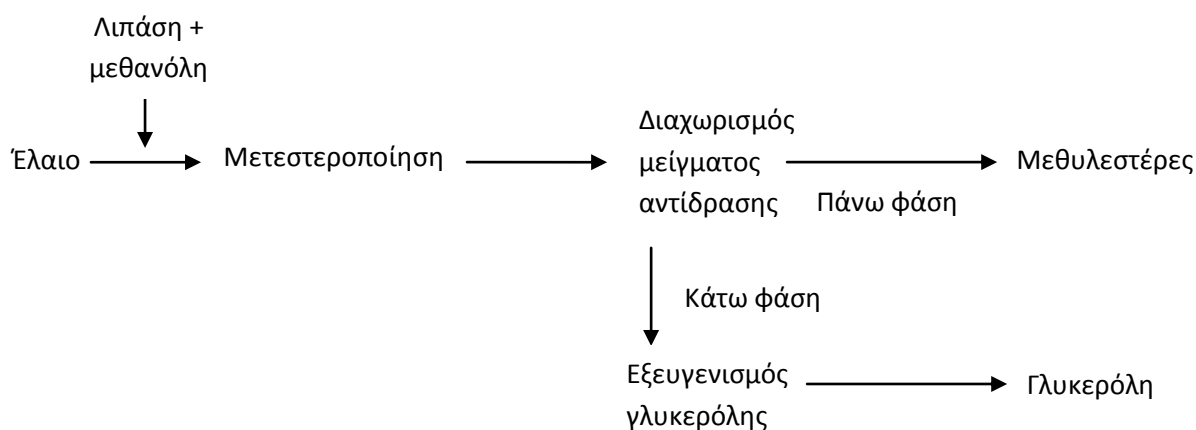 Λιπάση +
μεθανόλη
Έλαιο
Μετεστεροποίηση
Διαχωρισμός
μείγματος
αντίδρασης
Πάνω φάση
Μεθυλεστέρες
Κάτω φάση
Εξευγενισμός
γλυκερόλης
Γλυκερόλη